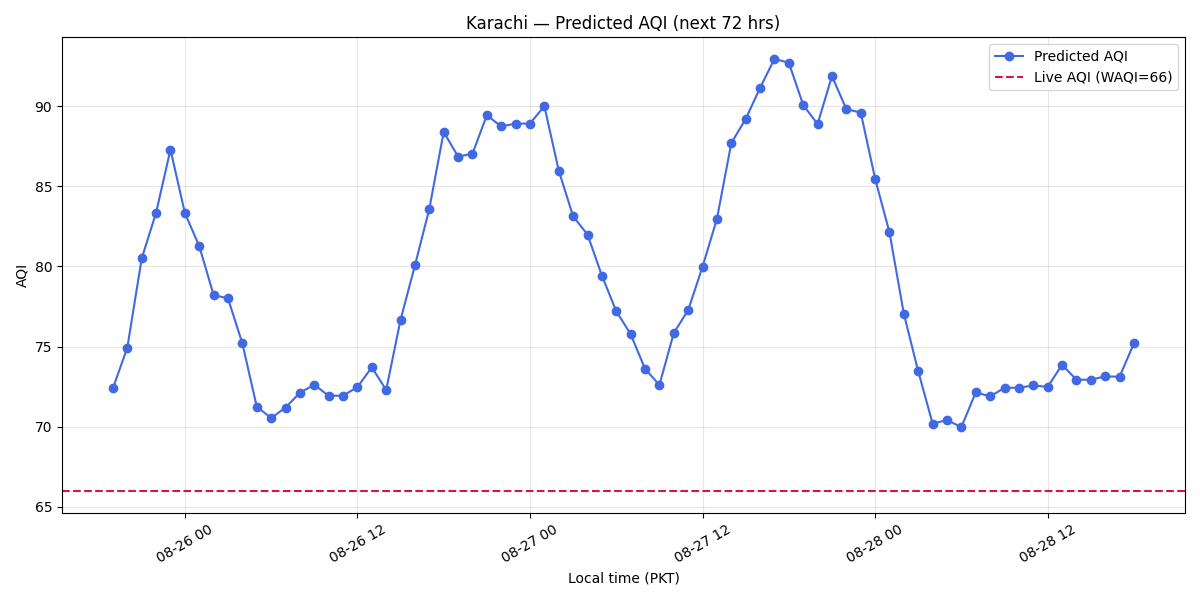 Karachi — Predicted AQI (next 72 hrs)
Predicted AQI
Live AQI (WAQI=66)
AQI
90
85
80
75
70
65
08-26 00
08-26 12
08-27 00
08-27 12
08-28 00
08-28 12
Local time (PKT)